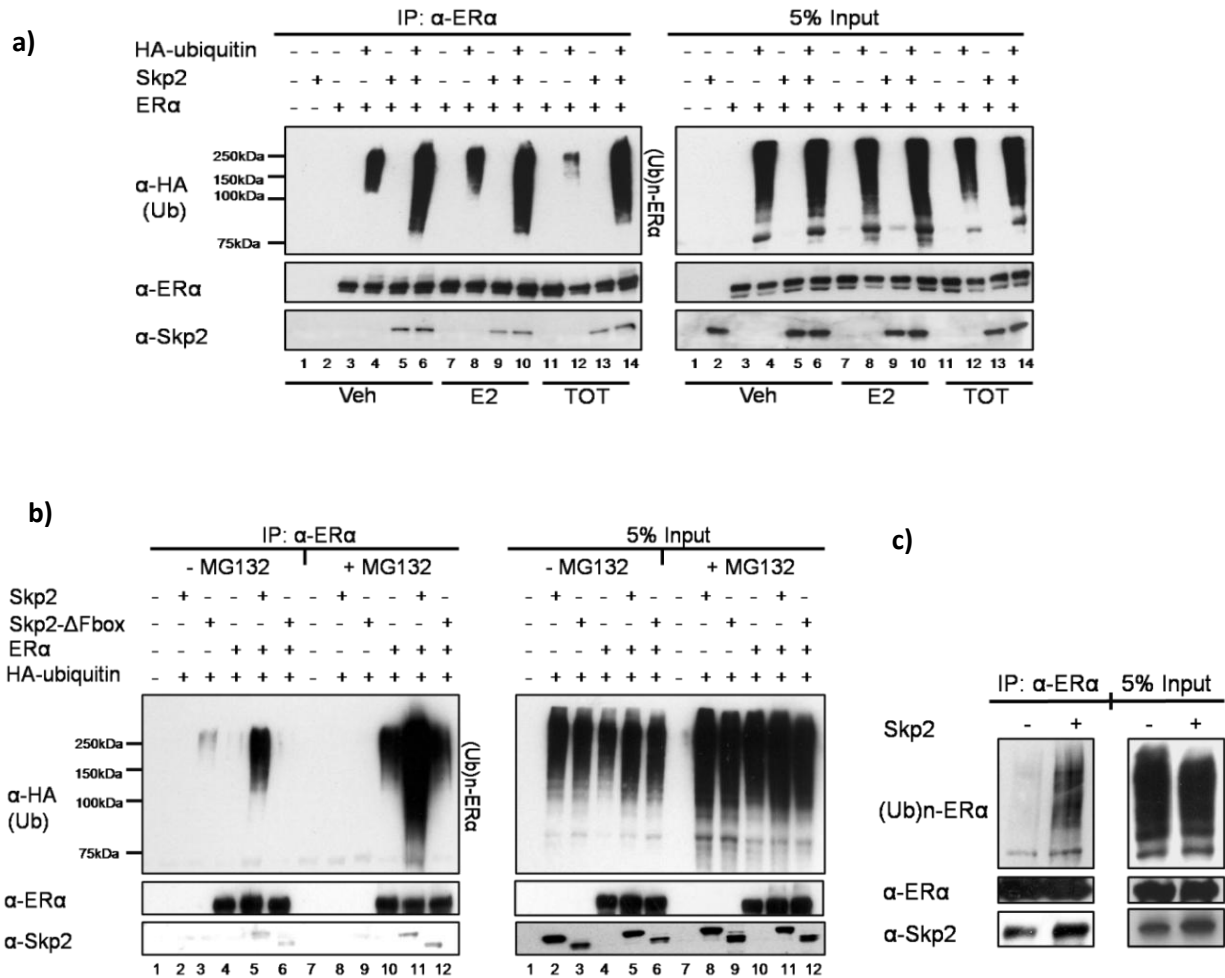 a)
IP: α-ERα 5% Input
HA-ubiquitin - - - + - + - + - + - + - + - - - + - + - + - + - + - +
Skp2 - + - - + + - - + + - - + + - + - - + + - - + + - - + +
ERα - - + + + + + + + + + + + + - - + + + + + + + + + + + +
250kDa
150kDa
100kDa
75kDa
α-HA
(Ub)
(Ub)n-ERα
α-ERα
α-Skp2
1 2 3 4 5 6 7 8 9 10 11 12 13 14 1 2 3 4 5 6 7 8 9 10 11 12 13 14
Veh E2 TOT Veh E2 TOT
b)
IP: α-ERα 5% Input
- MG132 + MG132 - MG132 + MG132
Skp2 - + - - + - - + - - + - - + - - + - - + - - + -
Skp2-ΔFbox - - + - - + - - + - - + - - + - - + - - + - - +
ERα - - - + + + - - - + + + - - - + + + - - - + + +
HA-ubiquitin - + + + + + - + + + + + - + + + + + - + + + + +
250kDa
150kDa
100kDa
75kDa
α-HA
(Ub)
(Ub)n-ERα
α-ERα
α-Skp2
1 2 3 4 5 6 7 8 9 10 11 12 1 2 3 4 5 6 7 8 9 10 11 12
c)
IP: α-ERα 5% Input
Skp2 - + - +
(Ub)n-ERα
α-ERα
α-Skp2